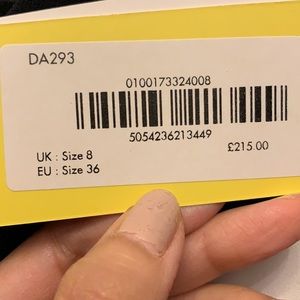 DA293
0100173324008
5054236213449
£215.00
UK : Size 8
EU : Size 36